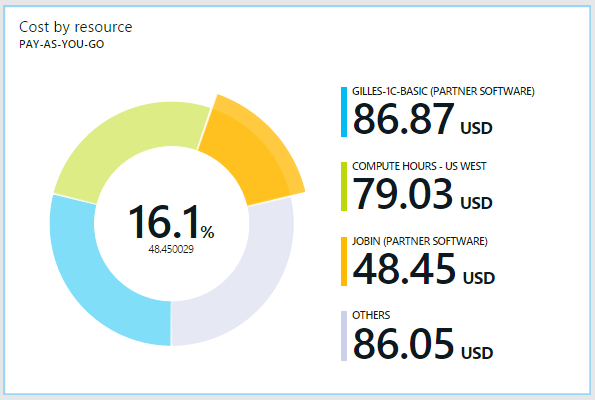 Cost by resource
PAY-AS-YOU-GO
16.1%
48.450029
GILLES-1C-BASIC (PARTNER SOFTWARE)
86.87 USD
COMPUTE HOURS - US WEST
79.03 USD
JOBIN (PARTNER SOFTWARE)
48.45 USD
OTHERS
86.05 USD